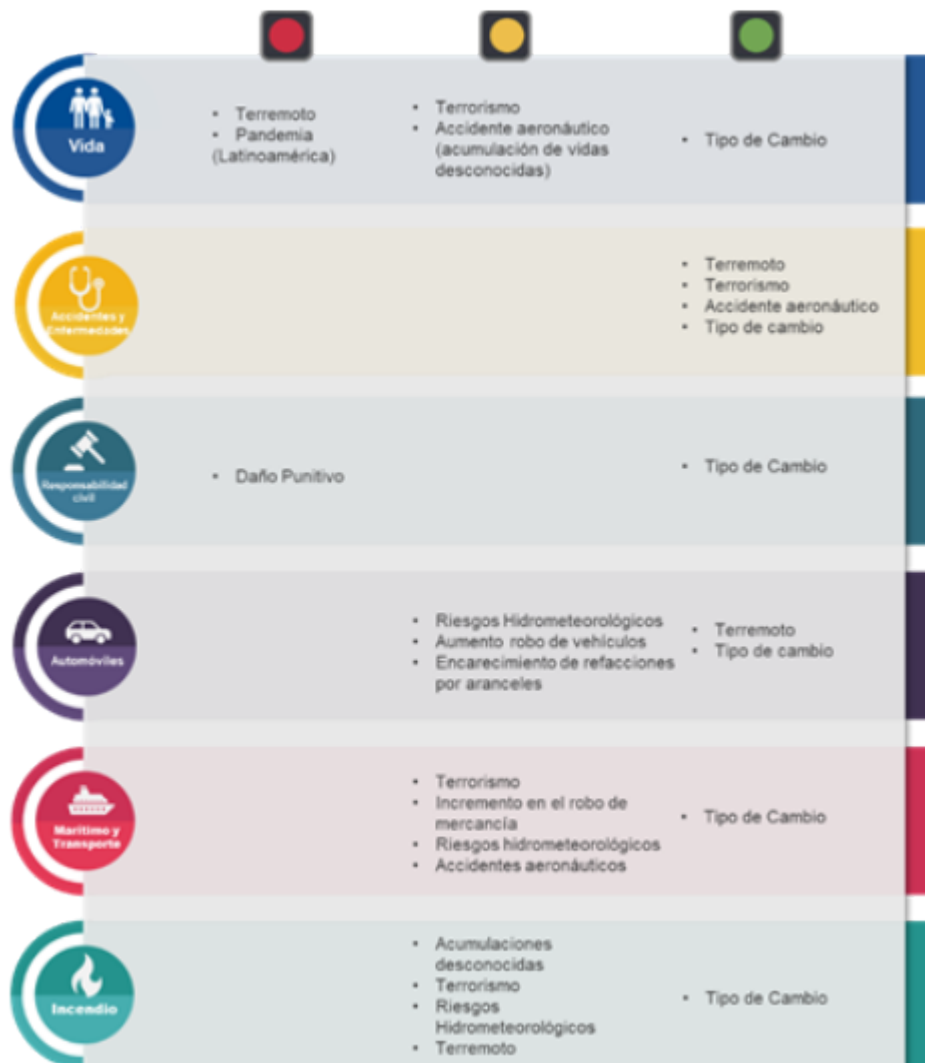 Vida
• Terremoto
• Pandemia
(Latinoamérica)
• Terrorismo
• Accidente aeronáutico
(acumulación de vidas
desconocidas)
• Tipo de Cambio
Accidentes y
Enfermedades
• Terremoto
• Terrorismo
• Accidente aeronáutico
• Tipo de cambio
Responsabilidad
civil
• Daño Punitivo
• Tipo de Cambio
Automóviles
• Riesgos Hidrometeorológicos
• Aumento robo de vehículos
• Encarecimiento de refacciones
por aranceles
• Terremoto
• Tipo de cambio
Marítimo y
Transporte
• Terrorismo
• Incremento en el robo de
mercancía
• Riesgos hidrometeorológicos
• Accidentes aeronáuticos
• Tipo de Cambio
Incendio
• Acumulaciones
desconocidas
• Terrorismo
• Riesgos
Hidrometeorológicos
• Terremoto
• Tipo de Cambio